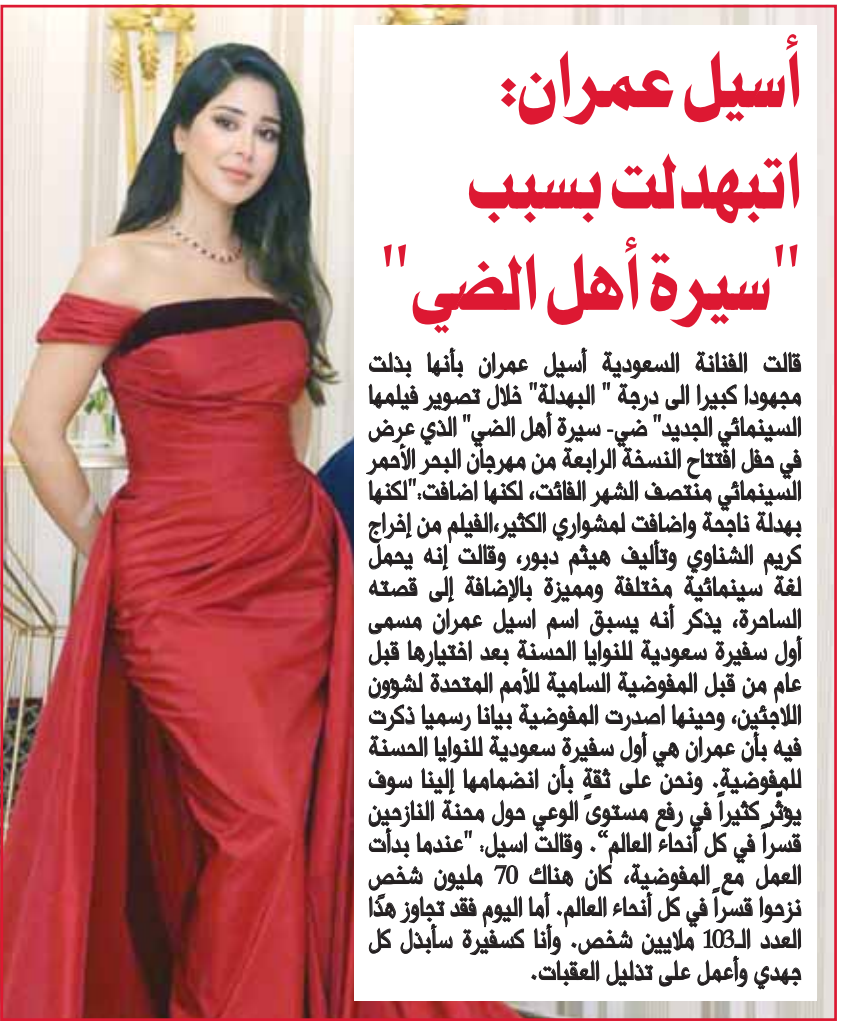 أسيل عمران:
اتبهدلت بسبب
"سيرة أهل الضي"
قالت الفنانة السعودية أسيل عمران بأنها بذلت
مجهودا كبيرا الى درجة " البهدلة" خلال تصوير فيلمها
السينمائي الجديد" ضي- سيرة أهل الضي" الذي عرض
في حفل افتتاح النسخة الرابعة من مهرجان البحر الأحمر
السينمائي منتصف الشهر الفائت، لكنها اضافت:"لكنها
بهدلة ناجحة واضافت لمشواري الكثير،الفيلم من إخراج
كريم الشناوي وتأليف هيثم دبور، وقالت إنه يحمل
لغة سينمائية مختلفة ومميزة بالإضافة إلى قصته
الساحرة، يذكر أنه يسبق اسم اسيل عمران مسمى
أول سفيرة سعودية للنوايا الحسنة بعد اختيارها قبل
عام من قبل المفوضية السامية للأمم المتحدة لشؤون
اللاجئين، وحينها اصدرت المفوضية بيانا رسميا ذكرت
فيه بأن عمران هي أول سفيرة سعودية للنوايا الحسنة
للمفوضية. ونحن على ثقةٍ بأن انضمامها إلينا سوف
يؤثّر كثيراً في رفع مستوى الوعي حول محنة النازحين
قسراً في كل أنحاء العالم“. وقالت اسيل: "عندما بدأت
العمل مع المفوضية، كان هناك 70 مليون شخص
نزحوا قسراً في كل أنحاء العالم. أما اليوم فقد تجاوز هذا
العدد الـ103 ملايين شخص. وأنا كسفيرة سأبذل كل
جهدي وأعمل على تذليل العقبات.